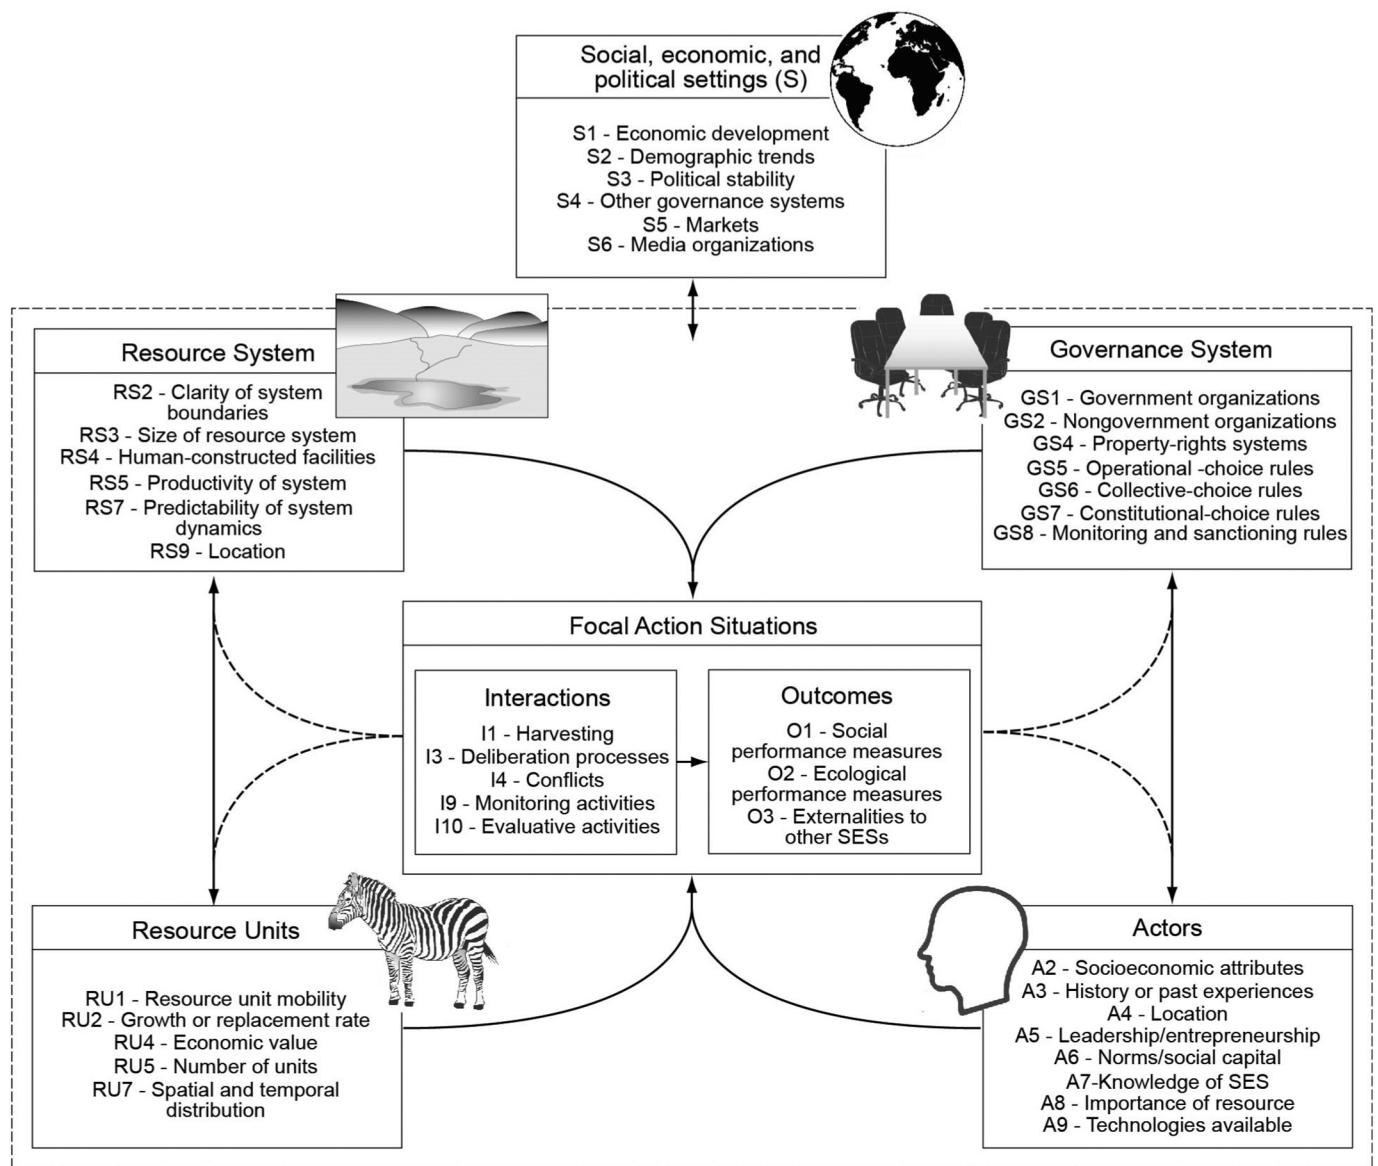 Social, economic, and
political settings (S)
S1 - Economic development
S2 - Demographic trends
S3 - Political stability
S4 - Other governance systems
S5 - Markets
S6 - Media organizations
Resource System
RS2 - Clarity of system
boundaries
RS3 - Size of resource system
RS4 - Human-constructed facilities
RS5 - Productivity of system
RS7 - Predictability of system
dynamics
RS9 - Location
Governance System
GS1 - Government organizations
GS2 - Nongovernment organizations
GS4 - Property-rights systems
GS5 - Operational -choice rules
GS6 - Collective-choice rules
GS7 - Constitutional-choice rules
GS8 - Monitoring and sanctioning rules
Focal Action Situations
Interactions
I1 - Harvesting
I3 - Deliberation processes
I4 - Conflicts
I9 - Monitoring activities
I10 - Evaluative activities
Outcomes
O1 - Social
performance measures
O2 - Ecological
performance measures
O3 - Externalities to
other SESs
Resource Units
RU1 - Resource unit mobility
RU2 - Growth or replacement rate
RU4 - Economic value
RU5 - Number of units
RU7 - Spatial and temporal
distribution
Actors
A2 - Socioeconomic attributes
A3 - History or past experiences
A4 - Location
A5 - Leadership/entrepreneurship
A6 - Norms/social capital
A7-Knowledge of SES
A8 - Importance of resource
A9 - Technologies available